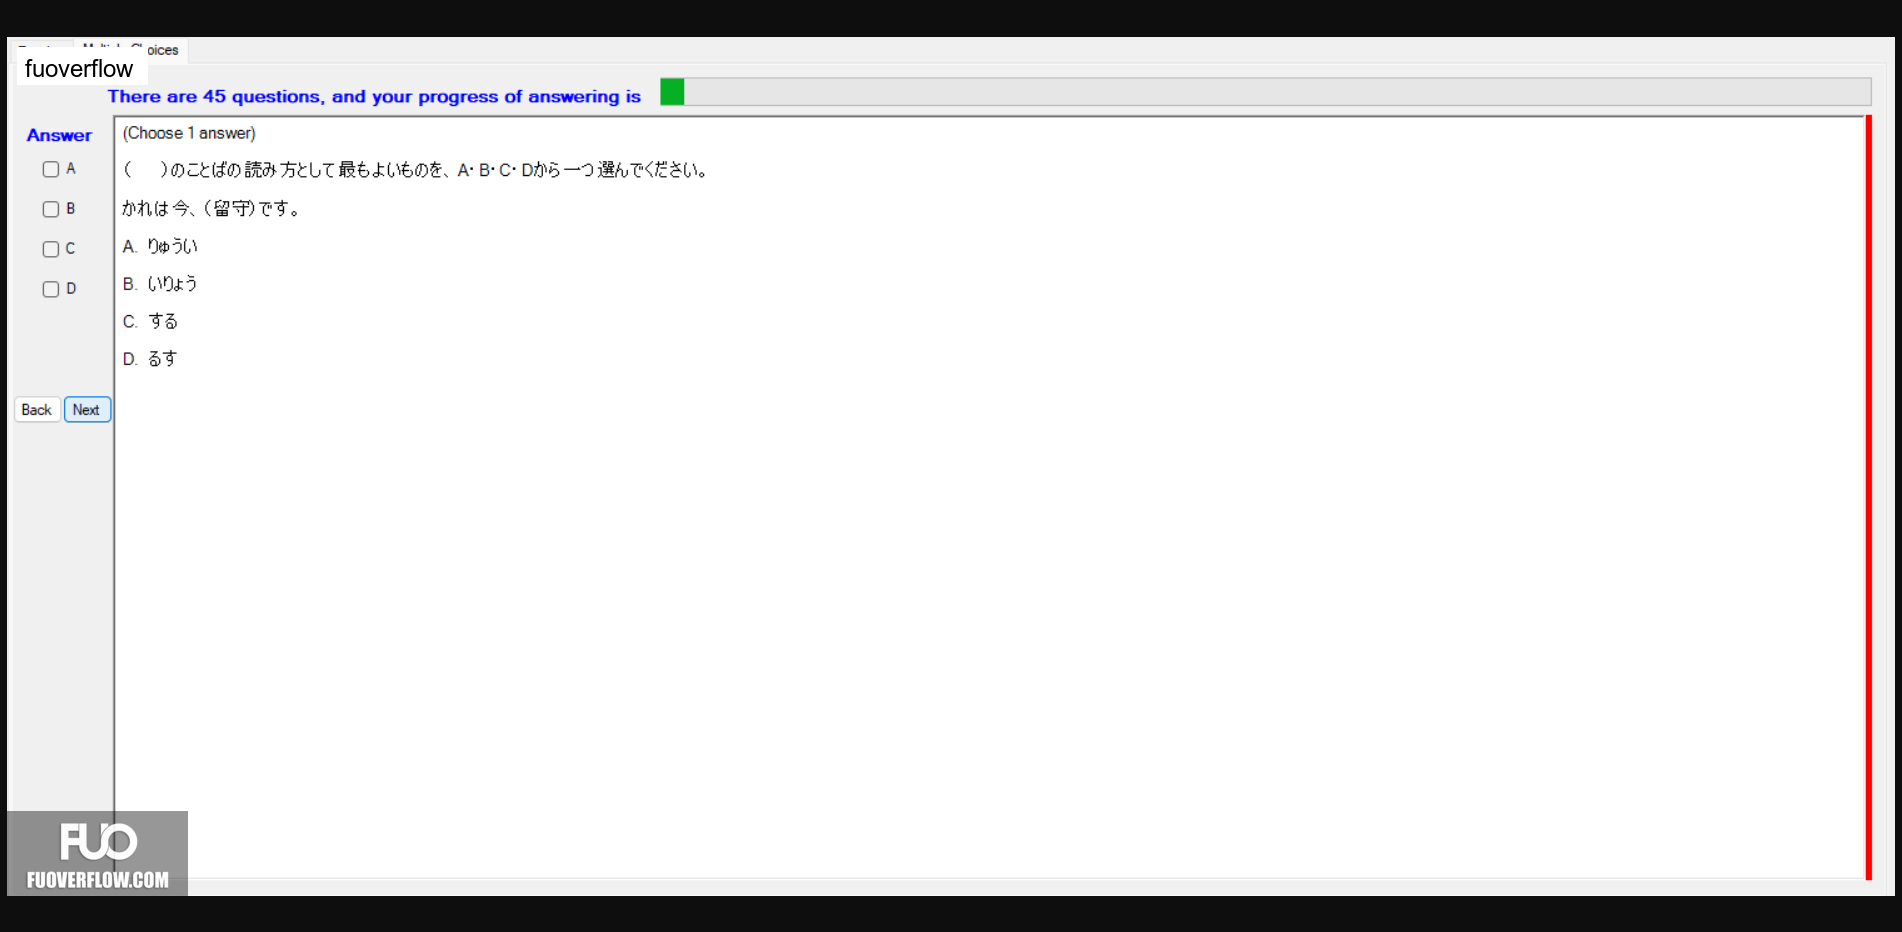 oices
fuoverflow
There are 45 questions, and your progress of answering is
Answer
(Choose 1 answer)
A
(　)のことばの読み方として最もよいものを、A・B・C・Dから一つ選んでください。
B
かれは今、(留守)です。
C
A. りゅうい
D
B. いりょう
C. する
D. るす
Back Next
FUO
FUOVERFLOW.COM